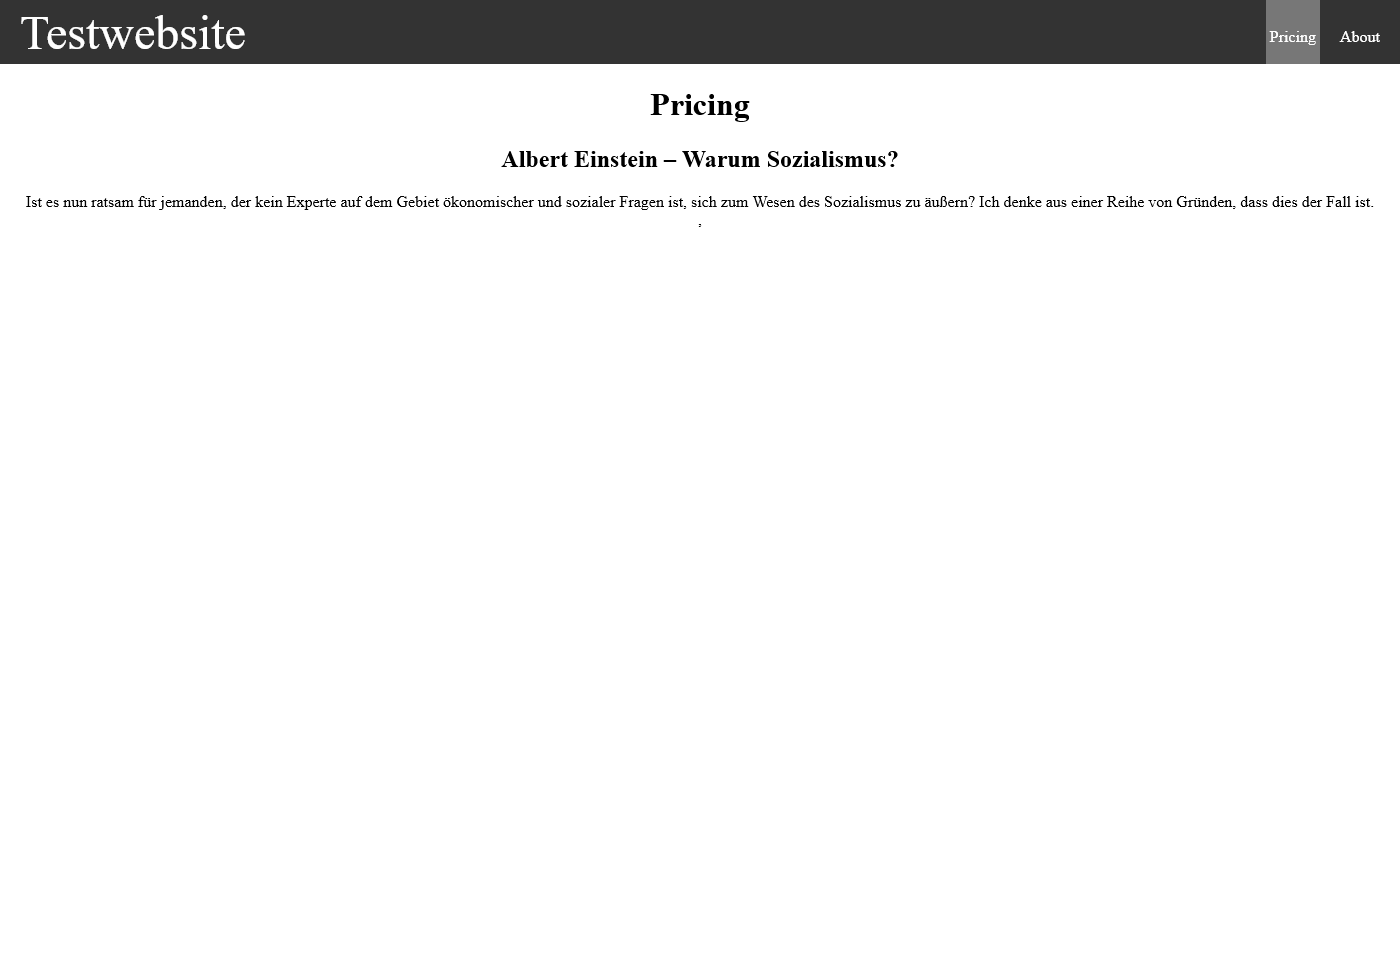 Testwebsite
Pricing About
Pricing
Albert Einstein – Warum Sozialismus?
Ist es nun ratsam für jemanden, der kein Experte auf dem Gebiet ökonomischer und sozialer Fragen ist, sich zum Wesen des Sozialismus zu äußern? Ich denke aus einer Reihe von Gründen, dass dies der Fall ist.
,